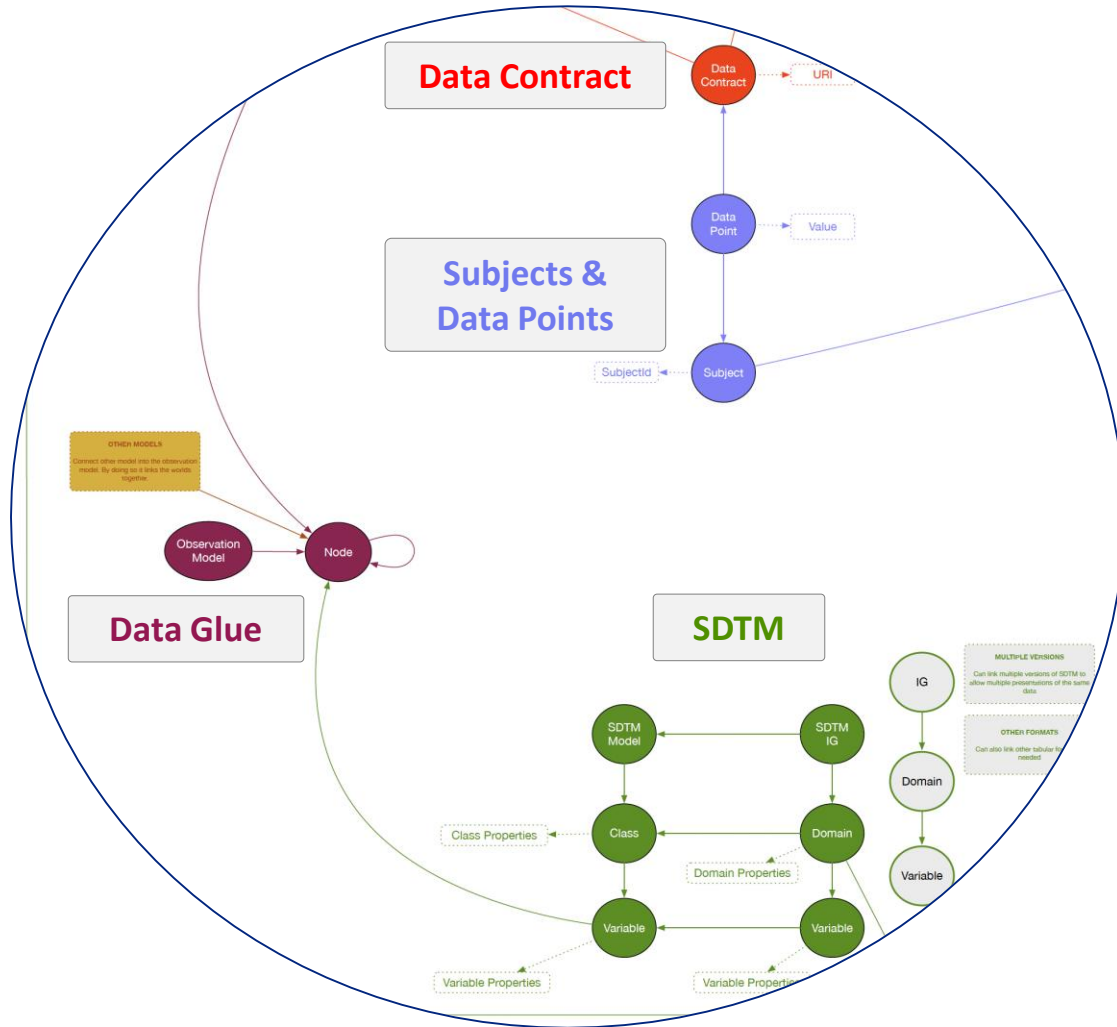 Data Contract
Data
Contract
URI
Data
Point
Value
Subjects &
Data Points
SubjectId
Subject
OTHER MODELS
Connect other model into the observation
model. By doing so it links the worlds
together.
Observation
Model
Node
Data Glue
SDTM
MULTIPLE VERSIONS
Can link multiple versions of SDTM to
allow multiple presentations of the same
data
IG
SDTM
Model
SDTM
IG
OTHER FORMATS
Can also link other tabular
needed
Domain
Class Properties
Class
Domain
Domain Properties
Variable
Variable
Variable
Variable Properties
Variable Properties